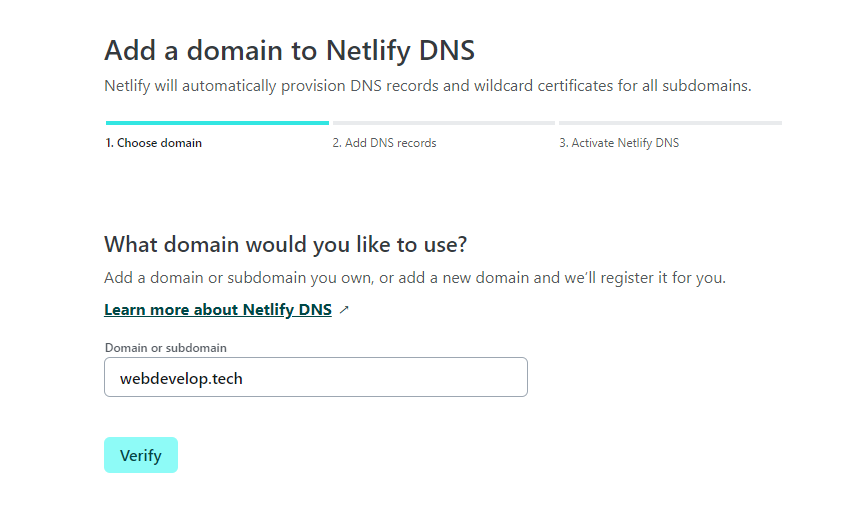 Add a domain to Netlify DNS
Netlify will automatically provision DNS records and wildcard certificates for all subdomains.
1. Choose domain
2. Add DNS records
3. Activate Netlify DNS
What domain would you like to use?
Add a domain or subdomain you own, or add a new domain and we’ll register it for you.
Learn more about Netlify DNS ↗
Domain or subdomain
webdevelop.tech
Verify